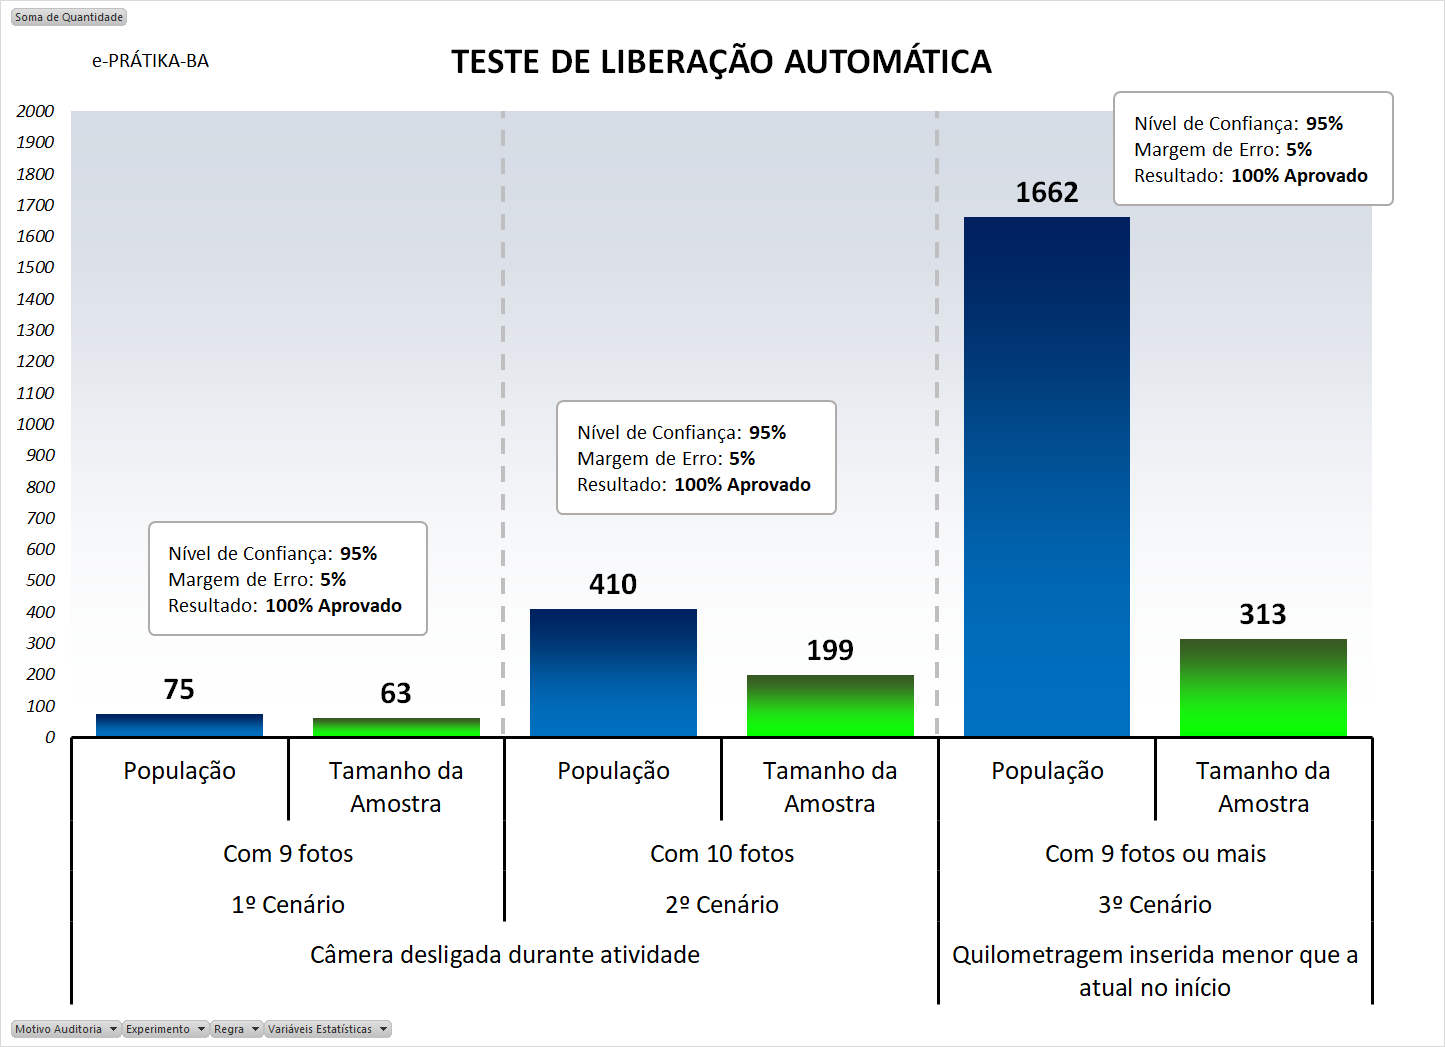 Soma de Quantidade
e-PRÁTIKA-BA
TESTE DE LIBERAÇÃO AUTOMÁTICA
2000
1900
1800
1700
1600
1500
1400
1300
1200
1100
1000
900
800
700
600
500
400
300
200
100
0
Nível de Confiança: 95%
Margem de Erro: 5%
Resultado: 100% Aprovado
75
63
Nível de Confiança: 95%
Margem de Erro: 5%
Resultado: 100% Aprovado
410
199
Nível de Confiança: 95%
Margem de Erro: 5%
Resultado: 100% Aprovado
1662
313
População
Tamanho da
Amostra
População
Tamanho da
Amostra
População
Tamanho da
Amostra
Com 9 fotos
Com 10 fotos
Com 9 fotos ou mais
1º Cenário
2º Cenário
3º Cenário
Câmera desligada durante atividade
Quilometragem inserida menor que a
atual no início
Motivo Auditoria
Experimento
Regra
Variáveis Estatísticas